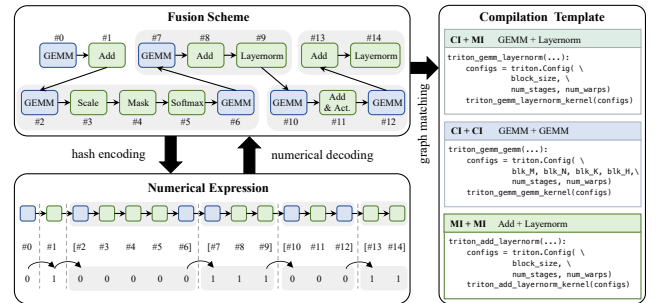 Fusion Scheme
#0 #1 #7 #8 #9 #13 #14
GEMM Add GEMM Add Layernorm Add Layernorm
GEMM Scale Mask Softmax GEMM GEMM Add & Act. GEMM
#2 #3 #4 #5 #6 #10 #11 #12
hash encoding
numerical decoding
graph matching
Numerical Expression
#0 #1 [#2 #3 #4 #5 #6] [#7 #8 #9] [#10 #11 #12] [#13 #14]
0 1 0 0 0 0 0 1 1 1 0 0 0 1 1
Compilation Template
CI + MI GEMM + Layernorm
triton_gemm_layernorm(...):
configs = triton.Config( \
block_size, \
num_stages, num_warps)
triton_gemm_layernorm_kernel(configs)
CI + CI GEMM + GEMM
triton_gemm_gemm(...):
configs = triton.Config( \
blk_M, blk_N, blk_K, blk_H,\
num_stages, num_warps)
triton_gemm_gemm_kernel(configs)
MI + MI Add + Layernorm
triton_add_layernorm(...):
configs = triton.Config( \
block_size, \
num_stages, num_warps)
triton_add_layernorm_kernel(configs)